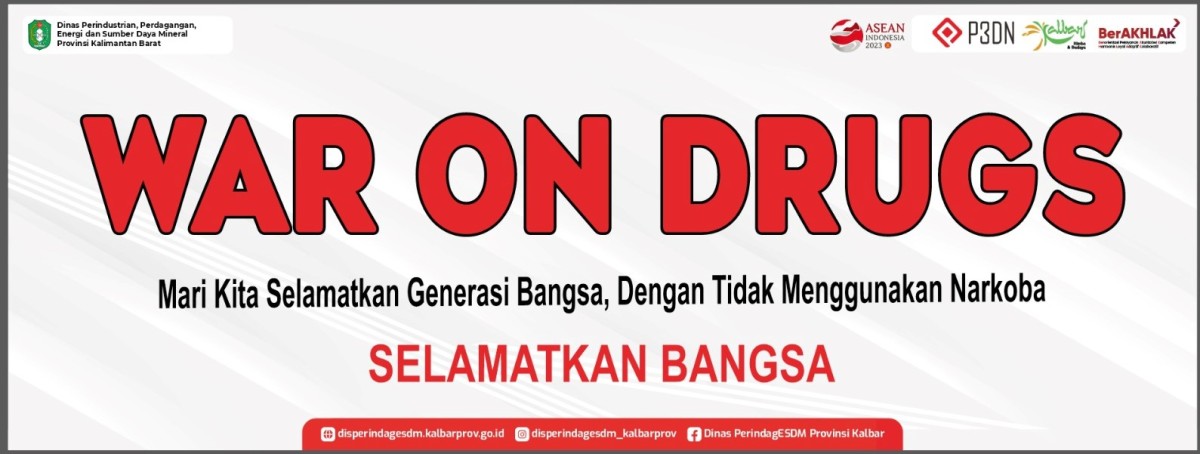 Dinas Perindustrian, Perdagangan,
Energi dan Sumber Daya Mineral
Provinsi Kalimantan Barat
ASEAN
INDONESIA
2023
P3DN
Kalbar
BerAKHLAK
WAR ON DRUGS
Mari Kita Selamatkan Generasi Bangsa, Dengan Tidak Menggunakan Narkoba
SELAMATKAN BANGSA
disperindagesdm.kalbarprov.go.id disperindagesdm_kalbarprov Dinas PerindagESDM Provinsi Kalbar